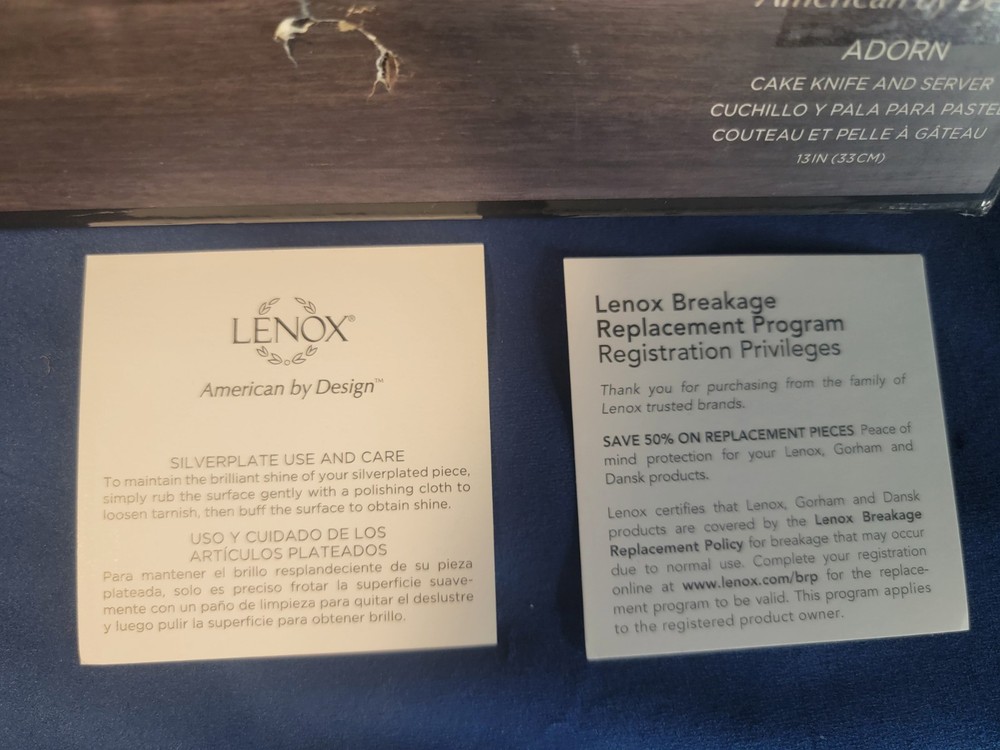 American by
ADORN
CAKE KNIFE AND SERVER
CUCHILLO Y PALA PARA PASTEL
COUTEAU ET PELLE À GÂTEAU
13IN (33CM)
LENOX®
American by Design™
SILVERPLATE USE AND CARE
To maintain the brilliant shine of your silverplated piece,
simply rub the surface gently with a polishing cloth to
loosen tarnish, then buff the surface to obtain shine.
USO Y CUIDADO DE LOS
ARTÍCULOS PLATEADOS
Para mantener el brillo resplandeciente de su pieza
plateada, solo es preciso frotar la superficie suave-
mente con un paño de limpieza para quitar el deslustre
y luego pulir la superficie para obtener brillo.
Lenox Breakage
Replacement Program
Registration Privileges
Thank you for purchasing from the family of
Lenox trusted brands.
SAVE 50% ON REPLACEMENT PIECES Peace of
mind protection for your Lenox, Gorham and
Dansk products.
Lenox certifies that Lenox, Gorham and Dansk
products are covered by the Lenox Breakage
Replacement Policy for breakage that may occur
due to normal use. Complete your registration
online at www.lenox.com/brp for the replace-
ment program to be valid. This program applies
to the registered product owner.